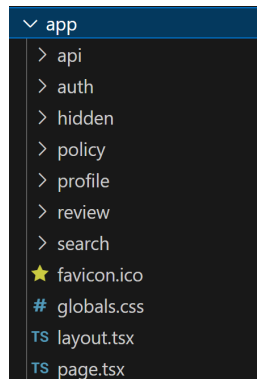 app
api
auth
hidden
policy
profile
review
search
favicon.ico
# globals.css
TS layout.tsx
TS page.tsx